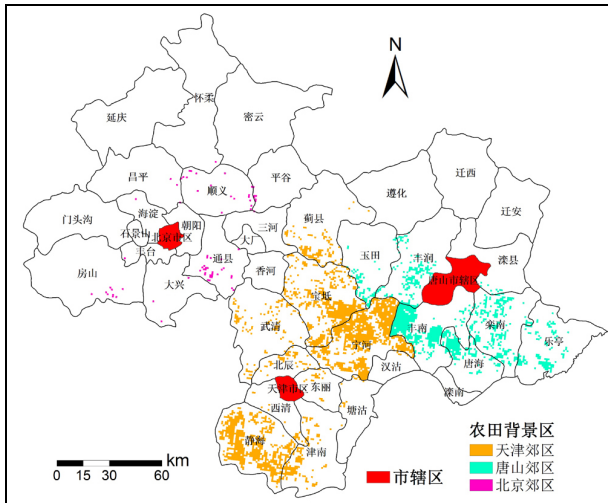 N
怀柔
延庆
密云
昌平
顺义
平谷
迁西
遵化
迁安
门头沟
海淀
朝阳
石景山
北京市区
丰台
三河
大厂
蓟县
玉田
丰润
滦县
房山
大兴
通县
香河
唐山市辖区
宝坻
武清
宁河
丰南
滦南
乐亭
北辰
汉沽
唐海
天津市区
东丽
滦南
西清
塘沽
静海
津南
农田背景区
天津郊区
唐山郊区
北京郊区
市辖区
km
0 15 30 60